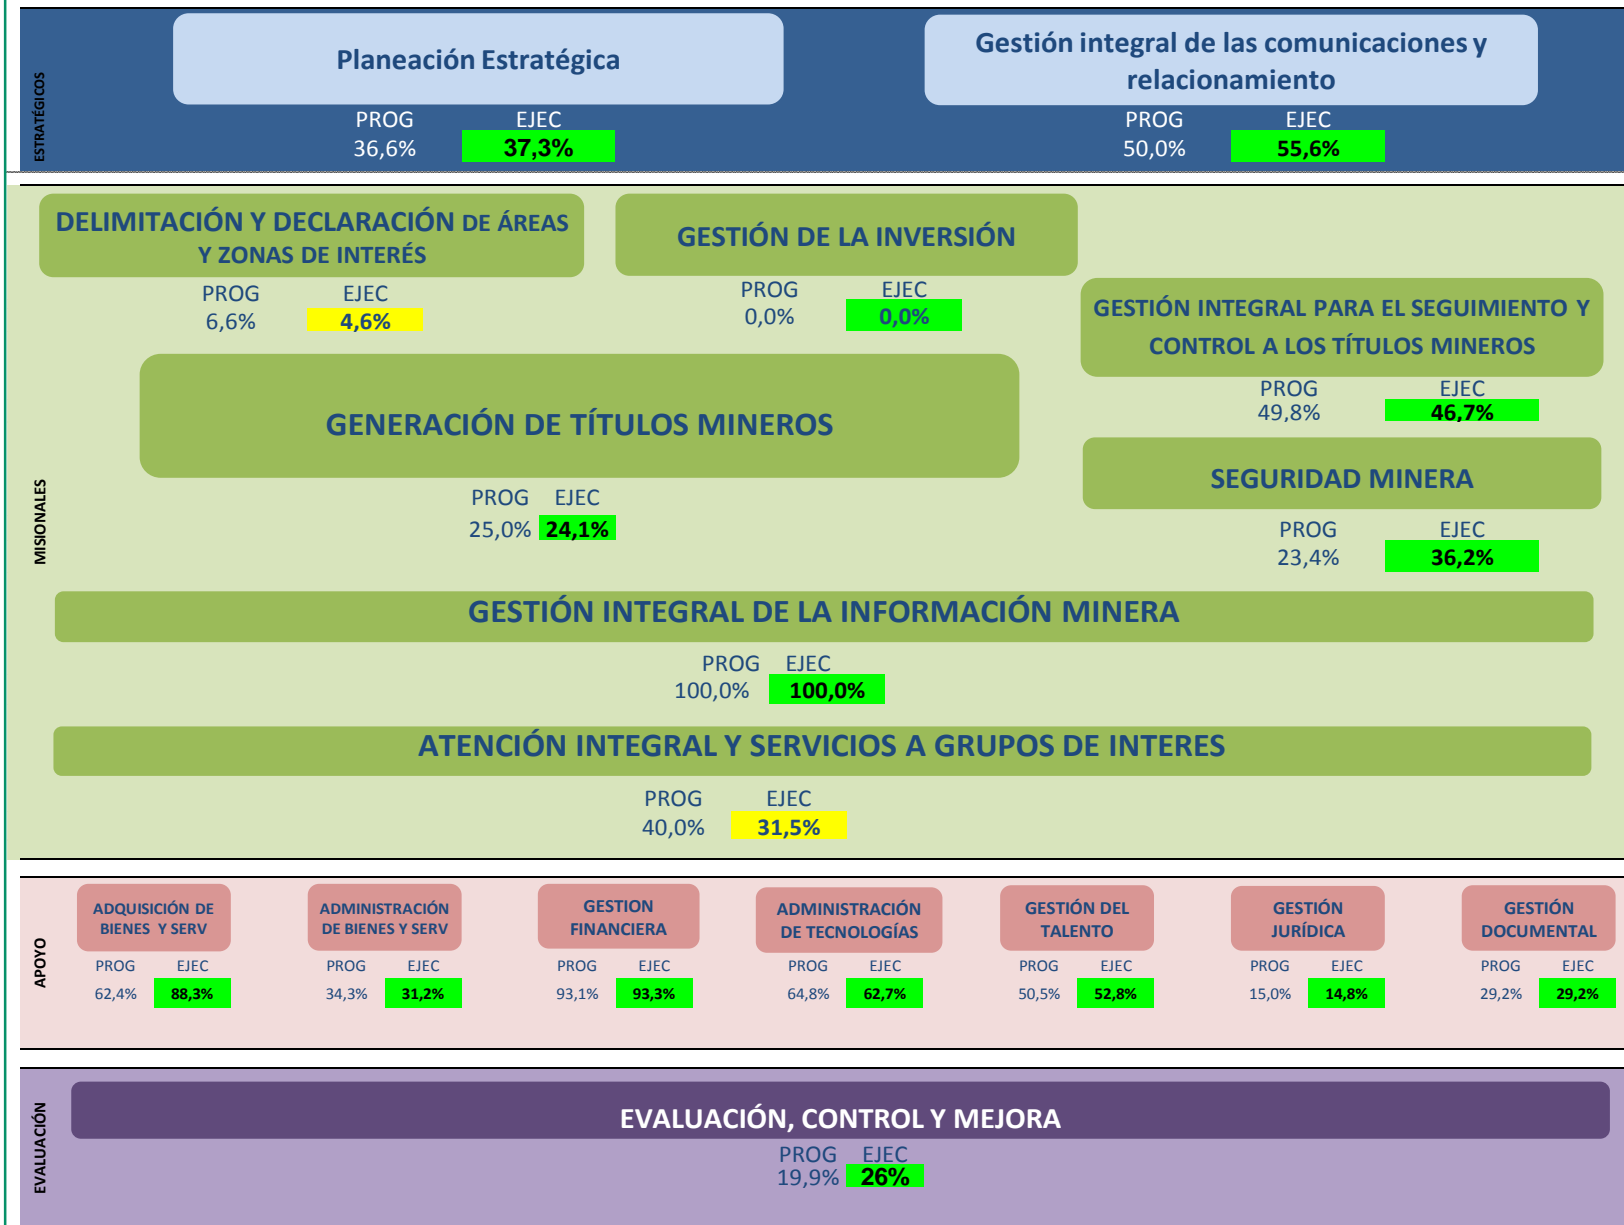 ESTRATÉGICOS
Planeación Estratégica
PROG EJEC
36,6% 37,3%
Gestión integral de las comunicaciones y
relacionamiento
PROG EJEC
50,0% 55,6%
MISIONALES
DELIMITACIÓN Y DECLARACIÓN DE ÁREAS
Y ZONAS DE INTERÉS
PROG EJEC
6,6% 4,6%
GESTIÓN DE LA INVERSIÓN
PROG EJEC
0,0% 0,0%
GESTIÓN INTEGRAL PARA EL SEGUIMIENTO Y
CONTROL A LOS TÍTULOS MINEROS
PROG EJEC
49,8% 46,7%
GENERACIÓN DE TÍTULOS MINEROS
PROG EJEC
25,0% 24,1%
SEGURIDAD MINERA
PROG EJEC
23,4% 36,2%
GESTIÓN INTEGRAL DE LA INFORMACIÓN MINERA
PROG EJEC
100,0% 100,0%
ATENCIÓN INTEGRAL Y SERVICIOS A GRUPOS DE INTERES
PROG EJEC
40,0% 31,5%
APOYO
ADQUISICIÓN DE
BIENES Y SERV
PROG EJEC
62,4% 88,3%
ADMINISTRACIÓN
DE BIENES Y SERV
PROG EJEC
34,3% 31,2%
GESTION
FINANCIERA
PROG EJEC
93,1% 93,3%
ADMINISTRACIÓN
DE TECNOLOGÍAS
PROG EJEC
64,8% 62,7%
GESTIÓN DEL
TALENTO
PROG EJEC
50,5% 52,8%
GESTIÓN
JURÍDICA
PROG EJEC
15,0% 14,8%
GESTIÓN
DOCUMENTAL
PROG EJEC
29,2% 29,2%
EVALUACIÓN
EVALUACIÓN, CONTROL Y MEJORA
PROG EJEC
19,9% 26%